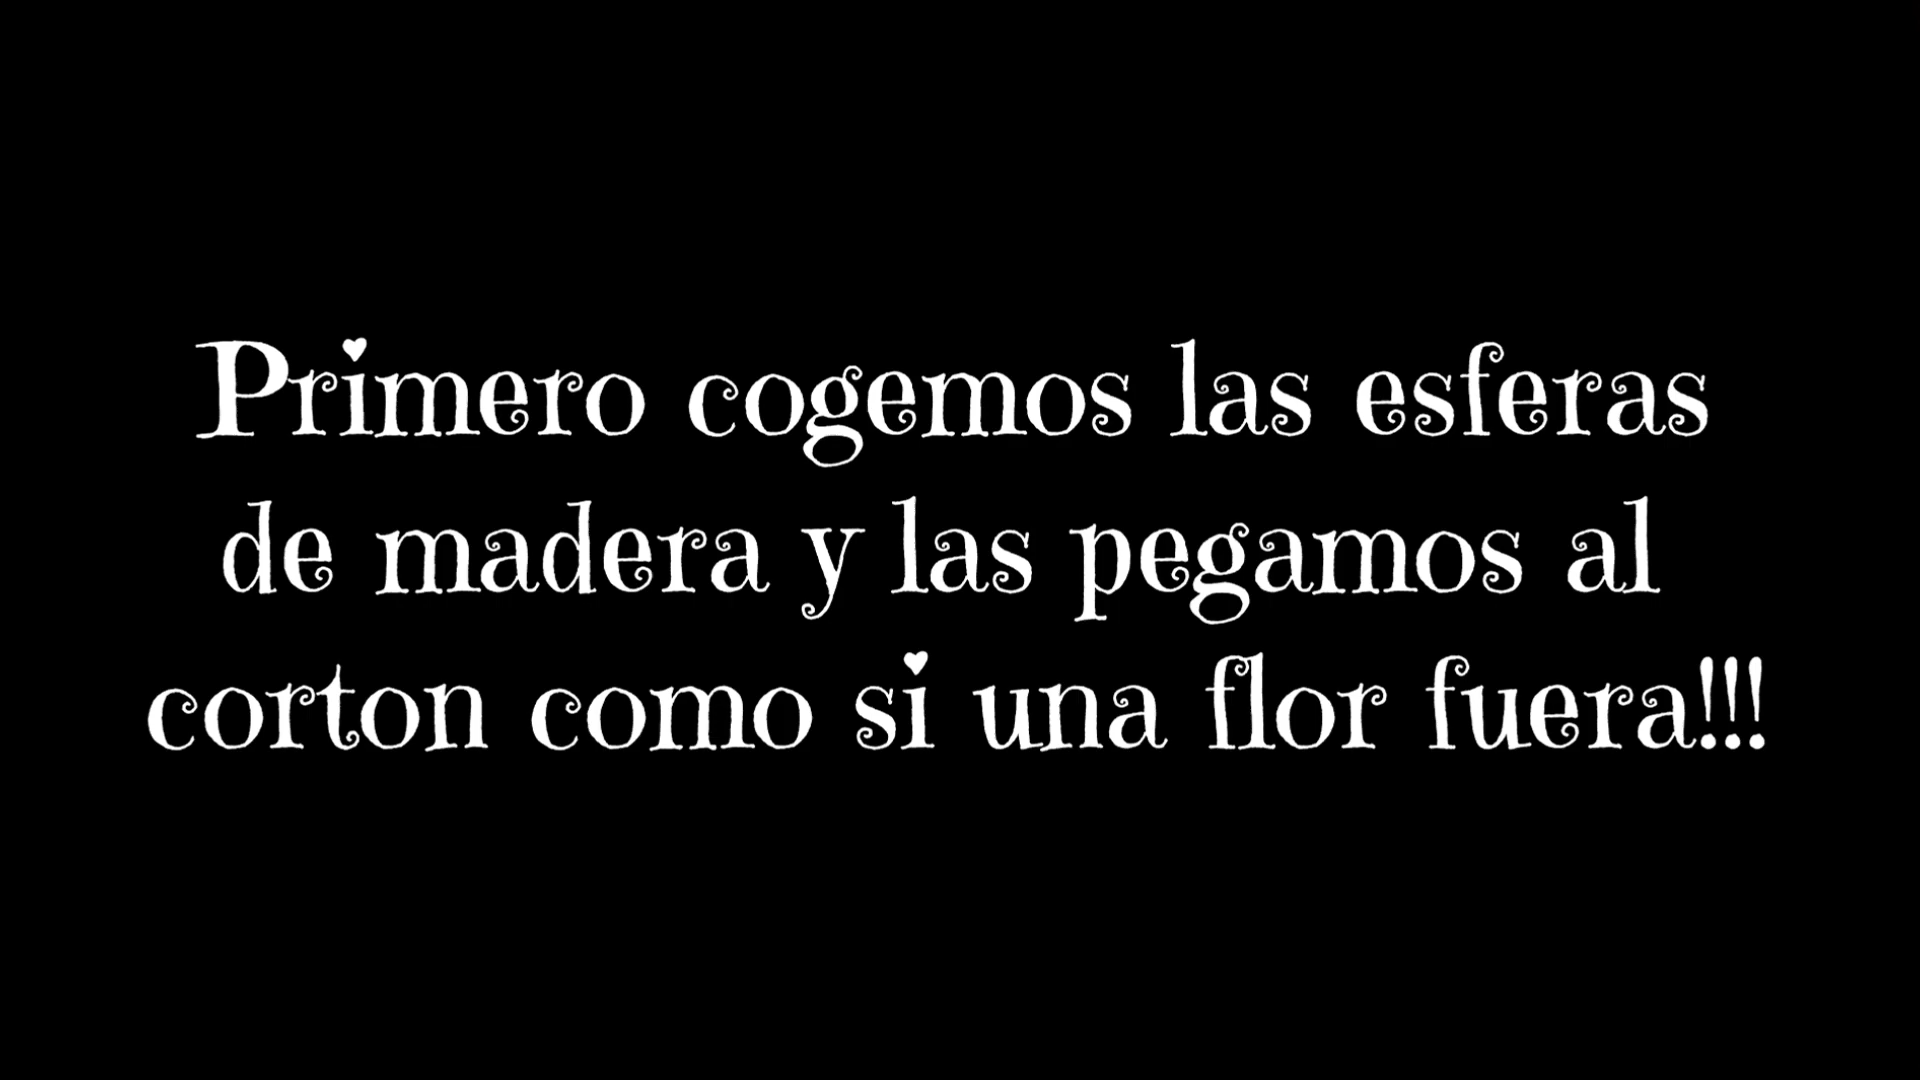 Primero cogemos las esferas
de madera y las pegamos al
corton como si una flor fuera!!!